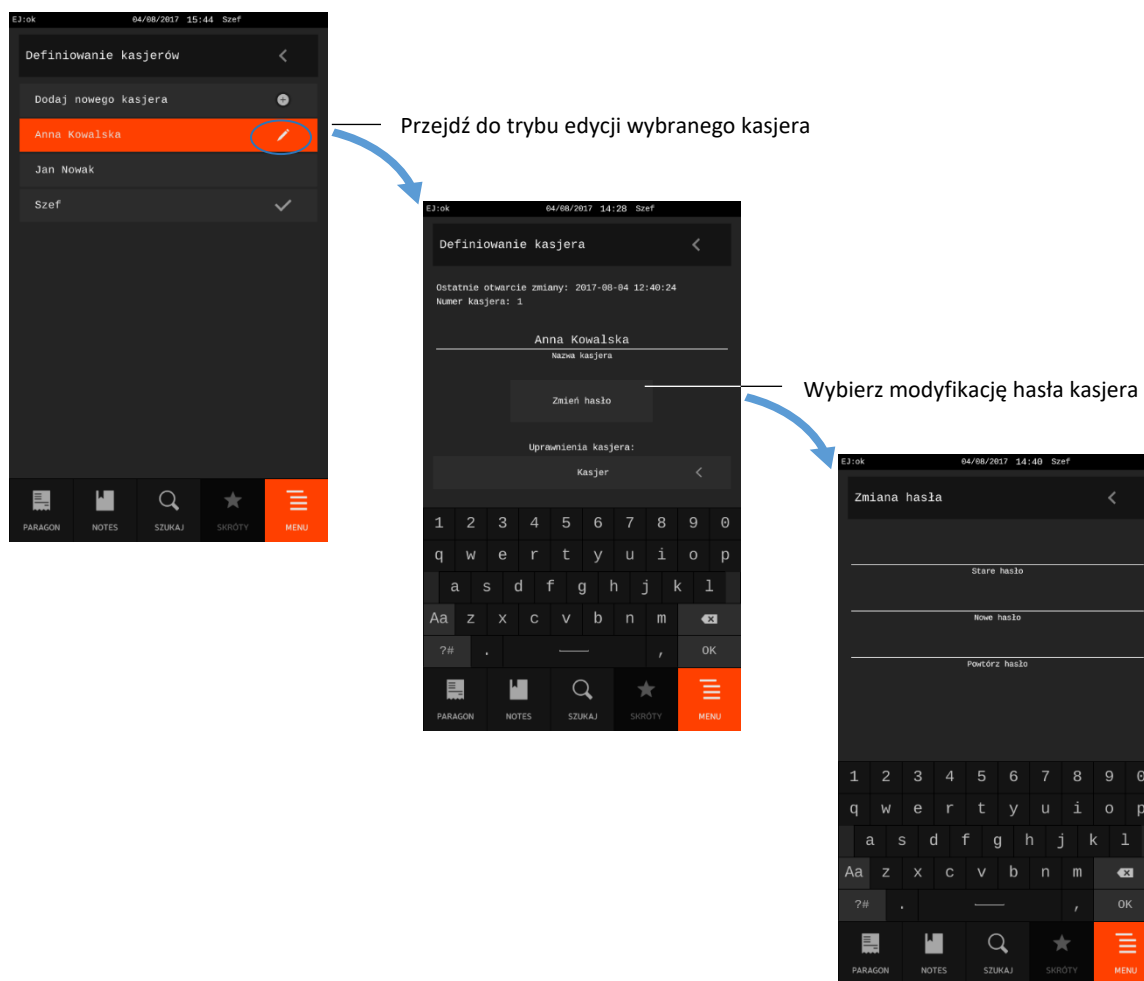 EJ:ok 04/08/2017 15:44 Szef
Definiowanie kasjerów
Dodaj nowego kasjera
Anna Kowalska
Jan Nowak
Szef
PARAGON NOTES SZUKAJ SKRÓTY MENU
Przejdź do trybu edycji wybranego kasjera
EJ:ok 04/08/2017 14:28 Szef
Definiowanie kasjera
Ostatnie otwarcie zmiany: 2017-08-04 12:40:24
Numer kasjera: 1
Anna Kowalska
Nazwa kasjera
Zmień hasło
Uprawnienia kasjera:
Kasjer
1 2 3 4 5 6 7 8 9 0
q w e r t y u i o p
a s d f g h j k l
Aa z x c v b n m
?# . , OK
PARAGON NOTES SZUKAJ SKRÓTY MENU
Wybierz modyfikację hasła kasjera
EJ:ok 04/08/2017 14:40 Szef
Zmiana hasła
Stare hasło
Nowe hasło
Powtórz hasło
1 2 3 4 5 6 7 8 9 0
q w e r t y u i o p
a s d f g h j k l
Aa z x c v b n m
?# . , OK
PARAGON NOTES SZUKAJ SKRÓTY MENU